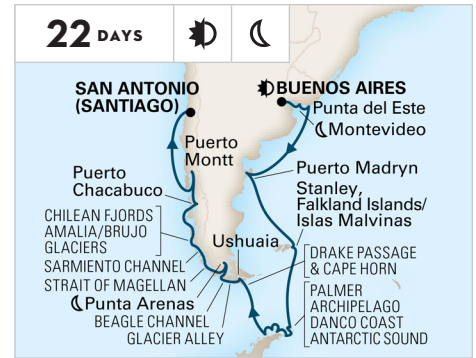 22 DAYS
SAN ANTONIO
(SANTIAGO)
BUENOS AIRES
Punta del Este
Montevideo
Puerto
Montt
Puerto Madryn
Puerto
Chacabuco
Stanley,
Falkland Islands/
Islas Malvinas
CHILEAN FJORDS
AMALIA/BRUJO
GLACIERS
Ushuaia
DRAKE PASSAGE
& CAPE HORN
SARMIENTO CHANNEL
STRAIT OF MAGELLAN
Punta Arenas
BEAGLE CHANNEL
GLACIER ALLEY
PALMER
ARCHIPELAGO
DANCO COAST
ANTARCTIC SOUND